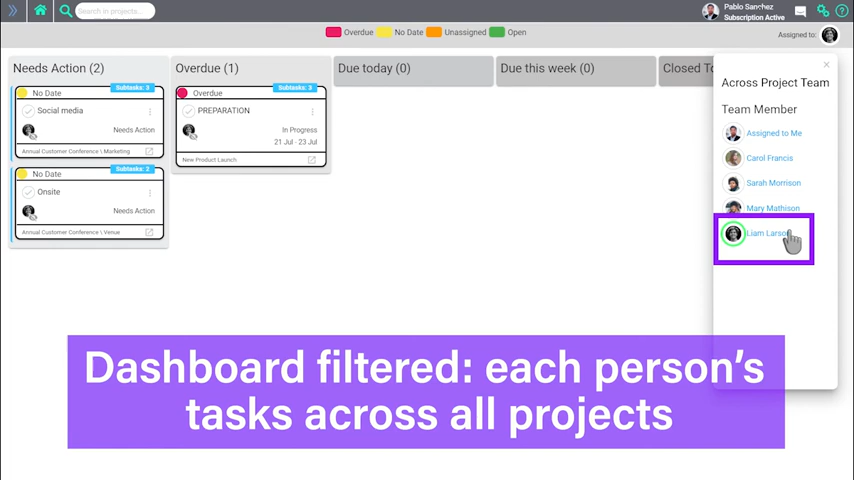 Search in projects...
Pablo Sanchez
Subscription Active
Overdue
No Date
Unassigned
Open
Assigned to:
Needs Action (2)
Overdue (1)
Due today (0)
Due this week (0)
Closed To
Subtasks: 3
No Date
Social media
Needs Action
Annual Customer Conference \ Marketing
Subtasks: 2
No Date
Onsite
Needs Action
Annual Customer Conference \ Venue
Subtasks: 3
Overdue
PREPARATION
In Progress
21 Jul - 23 Jul
New Product Launch
Across Project Team
Team Member
Assigned to Me
Carol Francis
Sarah Morrison
Mary Mathison
Liam Larson
Dashboard filtered: each person’s
tasks across all projects